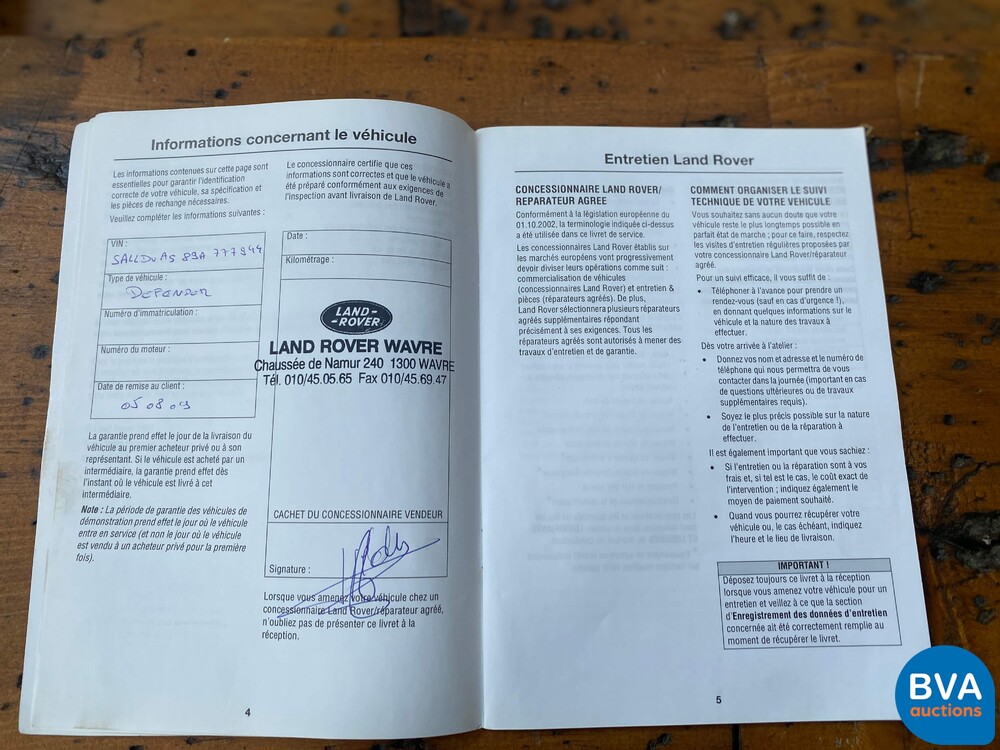 Informations concernant le véhicule
Les informations contenues sur cette page sont
essentielles pour garantir l'identification
correcte de votre véhicule, sa spécification et
les pièces de rechange nécessaires.
Veuillez compléter les informations suivantes :
VIN :
SALLDVAS 89A 777944
Type de véhicule :
DEFENDER
Numéro d'immatriculation :
Numéro du moteur :
Date de remise au client :
05 08 09
La garantie prend effet le jour de la livraison du
véhicule au premier acheteur privé ou à son
représentant. Si le véhicule est acheté par un
intermédiaire, la garantie prend effet dès
l'instant où le véhicule est livré à cet
intermédiaire.
Note : La période de garantie des véhicules de
démonstration prend effet le jour où le véhicule
entre en service (et non le jour où le véhicule
est vendu à un acheteur privé pour la première
fois).
Le concessionnaire certifie que ces
informations sont correctes et que le véhicule a
été préparé conformément aux exigences de
l'inspection avant livraison de Land Rover.
Date :
Kilométrage :
LAND-
-ROVER
LAND ROVER WAVRE
Chaussée de Namur 240 1300 WAVRE
Tél. 010/45.05.65 Fax 010/45.69.47
CACHET DU CONCESSIONNAIRE VENDEUR
Signature :
Lorsque vous amenez votre véhicule chez un
concessionnaire Land Rover/réparateur agréé,
n'oubliez pas de présenter ce livret à la
réception.
4
Entretien Land Rover
CONCESSIONNAIRE LAND ROVER/
REPARATEUR AGREE
Conformément à la législation européenne du
01.10.2002, la terminologie indiquée ci-dessus
a été utilisée dans ce livret de service.
Les concessionnaires Land Rover établis sur
les marchés européens vont progressivement
devoir diviser leurs opérations comme suit :
commercialisation de véhicules
(concessionnaires Land Rover) et entretien &
pièces (réparateurs agréés). De plus,
Land Rover sélectionnera plusieurs réparateurs
agréés supplémentaires répondant
précisément à ses exigences. Tous les
réparateurs agréés sont autorisés à mener des
travaux d'entretien et de garantie.
COMMENT ORGANISER LE SUIVI
TECHNIQUE DE VOTRE VEHICULE
Vous souhaitez sans aucun doute que votre
véhicule reste le plus longtemps possible en
parfait état de marche ; pour ce faire, respectez
les visites d'entretien régulières proposées par
votre concessionnaire Land Rover/réparateur
agréé.
Pour un suivi efficace, il vous suffit de :
• Téléphoner à l'avance pour prendre un
rendez-vous (sauf en cas d'urgence !),
en donnant quelques informations sur le
véhicule et la nature des travaux à
effectuer.
Dès votre arrivée à l'atelier :
• Donnez vos nom et adresse et le numéro de
téléphone qui nous permettra de vous
contacter dans la journée (important en cas
de questions ultérieures ou de travaux
supplémentaires requis).
• Soyez le plus précis possible sur la nature
de l'entretien ou de la réparation à
effectuer.
Il est également important que vous sachiez :
• Si l'entretien ou la réparation sont à vos
frais et, si tel est le cas, le coût exact de
l'intervention ; indiquez également le
moyen de paiement souhaité.
• Quand vous pourrez récupérer votre
véhicule ou, le cas échéant, indiquez
l'heure et le lieu de livraison.
IMPORTANT !
Déposez toujours ce livret à la réception
lorsque vous amenez votre véhicule pour un
entretien et veillez à ce que la section
d'Enregistrement des données d'entretien
concernée ait été correctement remplie au
moment de récupérer le livret.
5
BVA
auctions